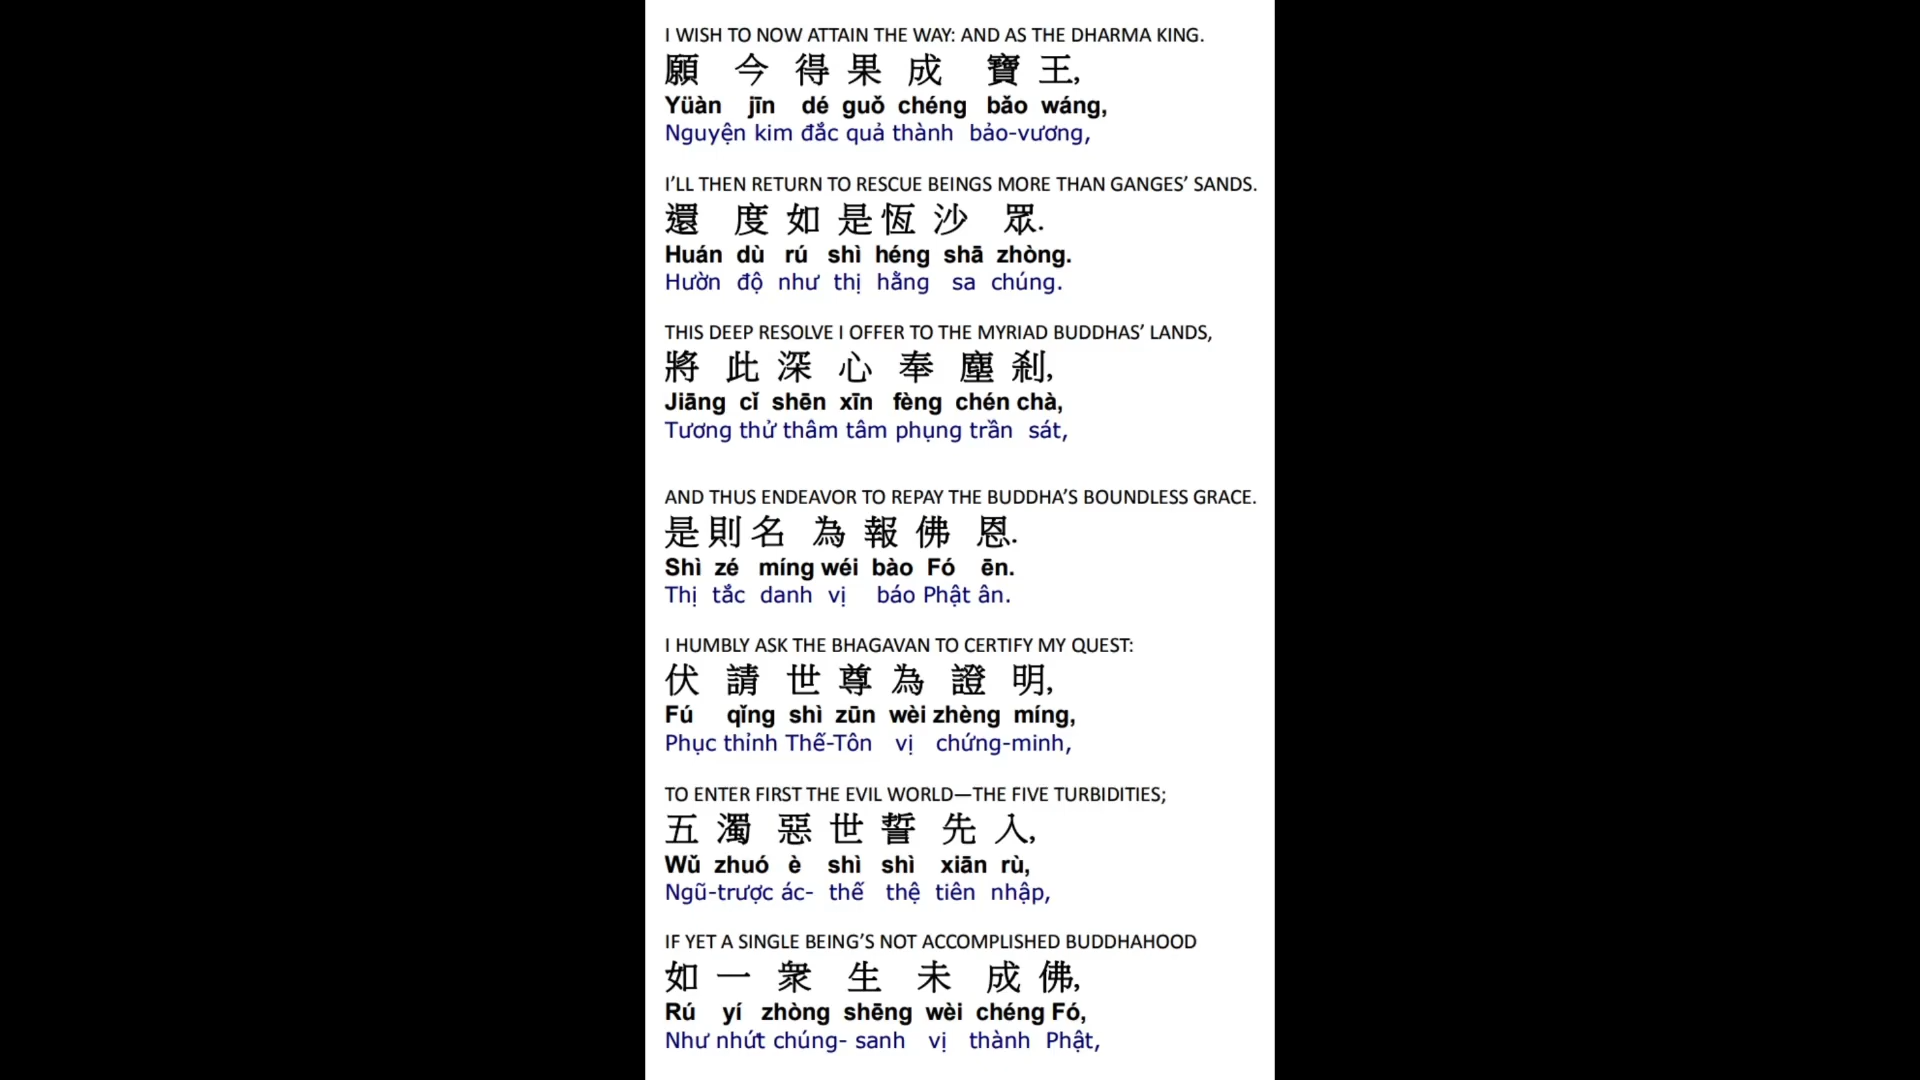 I WISH TO NOW ATTAIN THE WAY: AND AS THE DHARMA KING.
願 今 得 果 成 寶 王,
Yüàn jīn dé guǒ chéng bǎo wáng,
Nguyện kim đắc quả thành bảo-vương,
I’LL THEN RETURN TO RESCUE BEINGS MORE THAN GANGES’ SANDS.
還 度 如 是 恆 沙 眾.
Huán dù rú shì héng shā zhòng.
Hườn độ như thị hằng sa chúng.
THIS DEEP RESOLVE I OFFER TO THE MYRIAD BUDDHAS’ LANDS,
將 此 深 心 奉 塵 剎,
Jiāng cǐ shēn xīn fèng chén chà,
Tương thử thâm tâm phụng trần sát,
AND THUS ENDEAVOR TO REPAY THE BUDDHA’S BOUNDLESS GRACE.
是 則 名 為 報 佛 恩.
Shì zé míng wéi bào Fó ēn.
Thị tắc danh vị báo Phật ân.
I HUMBLY ASK THE BHAGAVAN TO CERTIFY MY QUEST:
伏 請 世 尊 為 證 明,
Fú qǐng shì zūn wèi zhèng míng,
Phục thỉnh Thế-Tôn vị chứng-minh,
TO ENTER FIRST THE EVIL WORLD—THE FIVE TURBIDITIES;
五 濁 惡 世 誓 先 入,
Wǔ zhuó è shì shì xiān rù,
Ngũ-trược ác- thế thệ tiên nhập,
IF YET A SINGLE BEING’S NOT ACCOMPLISHED BUDDHAHOOD
如 一 衆 生 未 成 佛,
Rú yí zhòng shēng wèi chéng Fó,
Như nhứt chúng- sanh vị thành Phật,